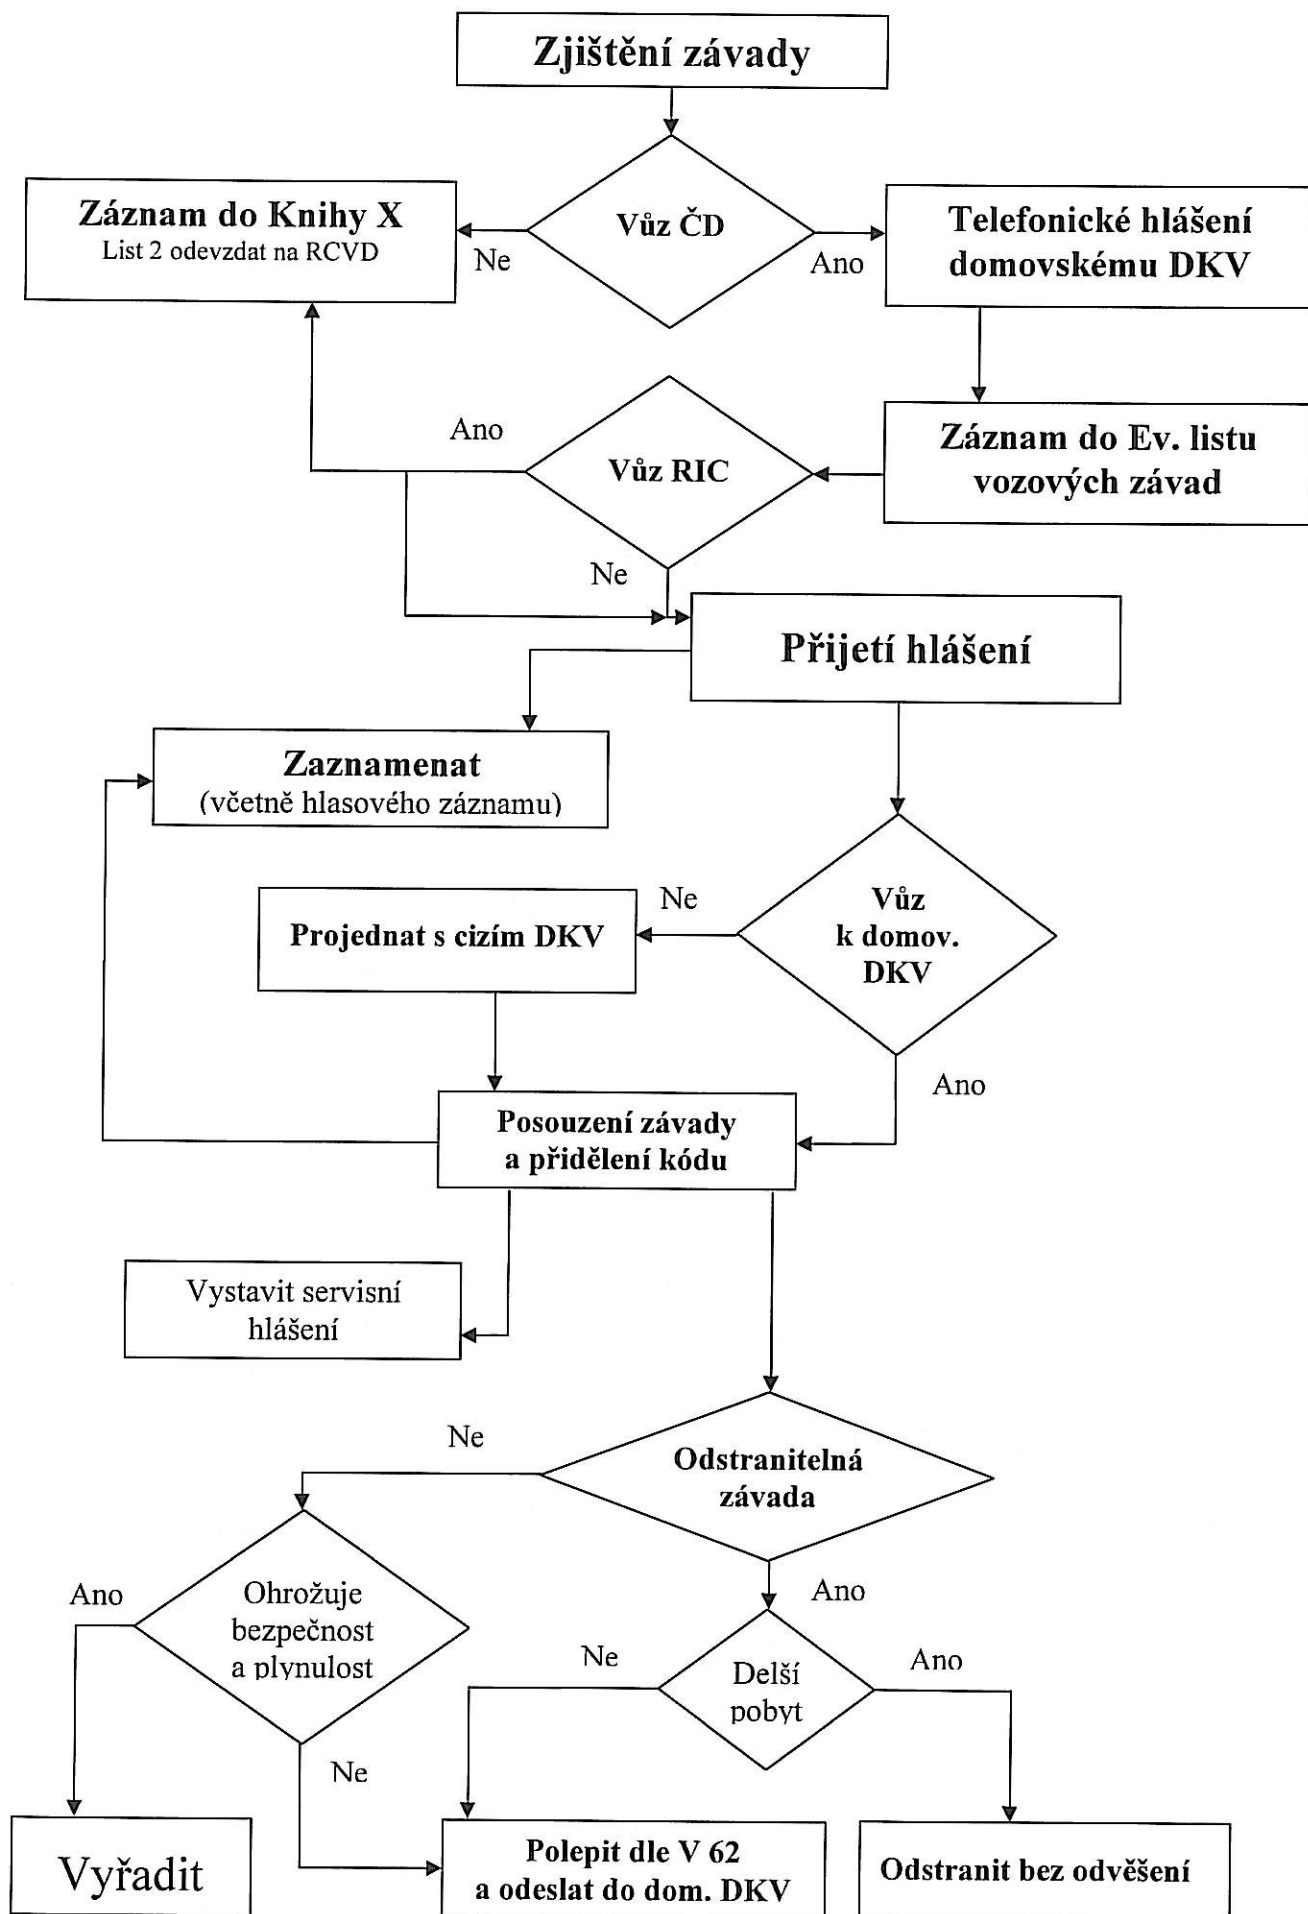 Zjištění závady
Záznam do Knihy X
List 2 odevzdat na RCVD
Ne
Vůz ČD
Ano
Telefonické hlášení
domovskému DKV
Ano
Vůz RIC
Záznam do Ev. listu
vozových závad
Ne
Přijetí hlášení
Zaznamenat
(včetně hlasového záznamu)
Projednat s cizím DKV
Ne
Vůz
k domov.
DKV
Ano
Posouzení závady
a přidělení kódu
Vystavit servisní
hlášení
Ne
Odstranitelná
závada
Ano
Ohrožuje
bezpečnost
a plynulost
Ano
Ne
Delší
pobyt
Ano
Ne
Vyřadit
Polepit dle V 62
a odeslat do dom. DKV
Odstranit bez odvěšení